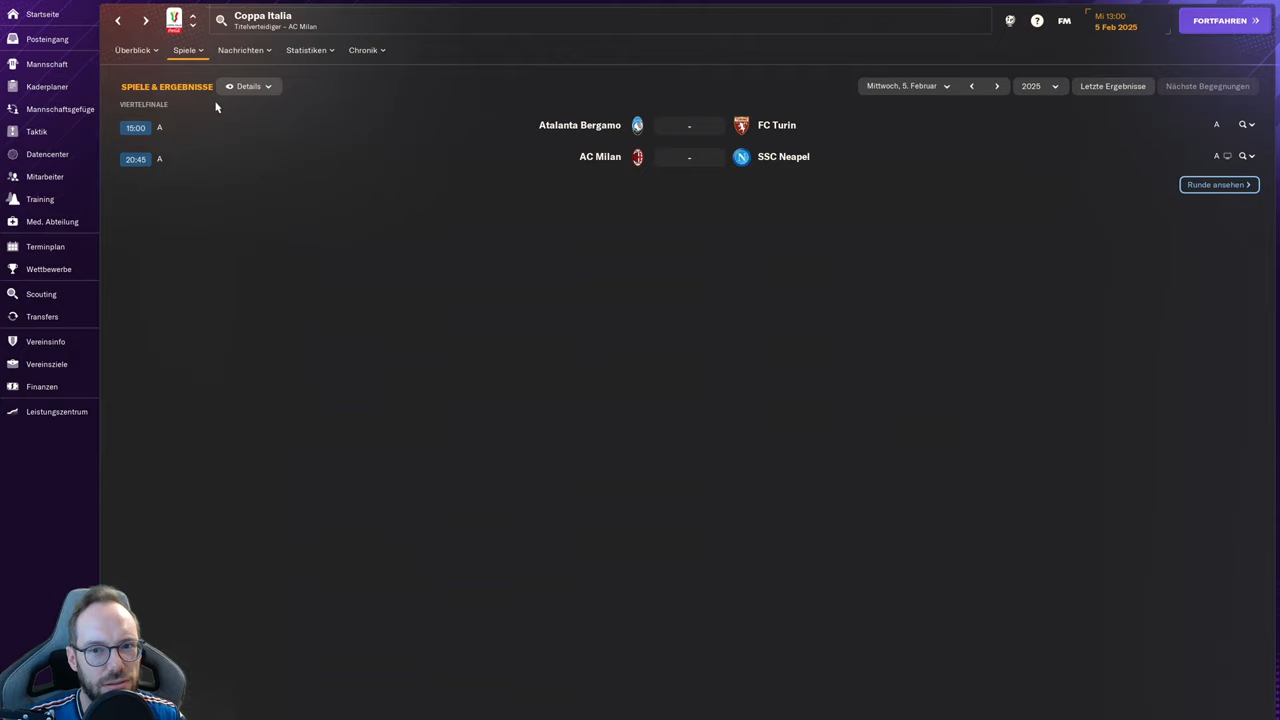 Startseite
Posteingang
Mannschaft
Kaderplaner
Mannschaftsgefüge
Taktik
Datencenter
Mitarbeiter
Training
Med. Abteilung
Terminplan
Wettbewerbe
Scouting
Transfers
Vereinsinfo
Vereinsziele
Finanzen
Leistungszentrum
Coppa Italia
Titelverteidiger – AC Milan
FM
Mi 13:00
5 Feb 2025
FORTFAHREN
Überblick
Spiele
Nachrichten
Statistiken
Chronik
SPIELE & ERGEBNISSE
Details
Mittwoch, 5. Februar
2025
Letzte Ergebnisse
Nächste Begegnungen
VIERTELFINALE
15:00 A Atalanta Bergamo - FC Turin A
20:45 A AC Milan - SSC Neapel A
Runde ansehen